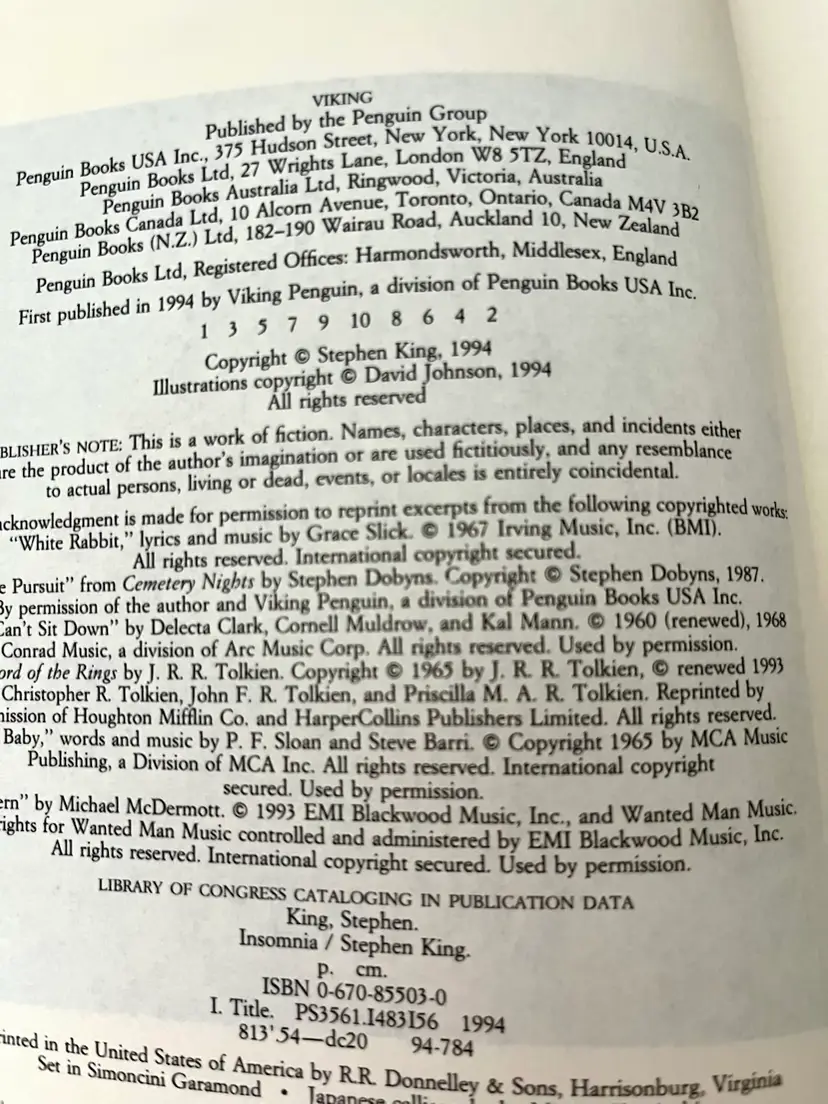 VIKING
Published by the Penguin Group
Penguin Books USA Inc., 375 Hudson Street, New York, New York 10014, U.S.A.
Penguin Books Ltd, 27 Wrights Lane, London W8 5TZ, England
Penguin Books Australia Ltd, Ringwood, Victoria, Australia
Penguin Books Canada Ltd, 10 Alcorn Avenue, Toronto, Ontario, Canada M4V 3B2
Penguin Books (N.Z.) Ltd, 182–190 Wairau Road, Auckland 10, New Zealand
Penguin Books Ltd, Registered Offices: Harmondsworth, Middlesex, England
First published in 1994 by Viking Penguin, a division of Penguin Books USA Inc.
1 3 5 7 9 10 8 6 4 2
Copyright © Stephen King, 1994
Illustrations copyright © David Johnson, 1994
All rights reserved
BLISHER'S NOTE: This is a work of fiction. Names, characters, places, and incidents either
re the product of the author's imagination or are used fictitiously, and any resemblance
to actual persons, living or dead, events, or locales is entirely coincidental.
acknowledgment is made for permission to reprint excerpts from the following copyrighted works:
"White Rabbit," lyrics and music by Grace Slick. © 1967 Irving Music, Inc. (BMI).
All rights reserved. International copyright secured.
e Pursuit" from Cemetery Nights by Stephen Dobyns. Copyright © Stephen Dobyns, 1987.
By permission of the author and Viking Penguin, a division of Penguin Books USA Inc.
Can't Sit Down" by Delecta Clark, Cornell Muldrow, and Kal Mann. © 1960 (renewed), 1968
Conrad Music, a division of Arc Music Corp. All rights reserved. Used by permission.
ord of the Rings by J. R. R. Tolkien. Copyright © 1965 by J. R. R. Tolkien, © renewed 1993
Christopher R. Tolkien, John F. R. Tolkien, and Priscilla M. A. R. Tolkien. Reprinted by
mission of Houghton Mifflin Co. and HarperCollins Publishers Limited. All rights reserved.
Baby," words and music by P. F. Sloan and Steve Barri. © Copyright 1965 by MCA Music
Publishing, a Division of MCA Inc. All rights reserved. International copyright
secured. Used by permission.
ern" by Michael McDermott. © 1993 EMI Blackwood Music, Inc., and Wanted Man Music.
rights for Wanted Man Music controlled and administered by EMI Blackwood Music, Inc.
All rights reserved. International copyright secured. Used by permission.
LIBRARY OF CONGRESS CATALOGING IN PUBLICATION DATA
King, Stephen.
Insomnia / Stephen King.
p. cm.
ISBN 0-670-85503-0
I. Title. PS3561.I483I56 1994
813'.54—dc20 94-784
rinted in the United States of America by R.R. Donnelley & Sons, Harrisonburg, Virginia
Set in Simoncini Garamond • Japanese